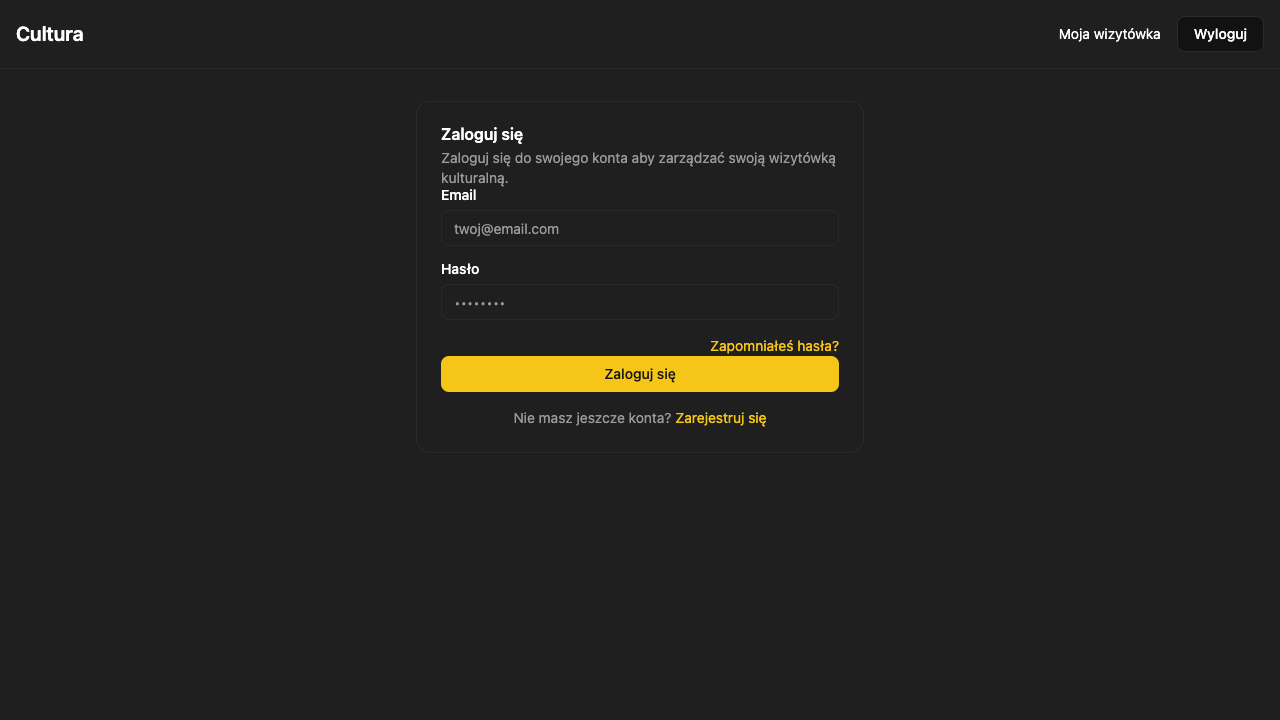 Cultura
Moja wizytówka
Wyloguj
Zaloguj się
Zaloguj się do swojego konta aby zarządzać swoją wizytówką
kulturalną.
Email
twoj@email.com
Hasło
••••••••
Zapomniałeś hasła?
Zaloguj się
Nie masz jeszcze konta? Zarejestruj się